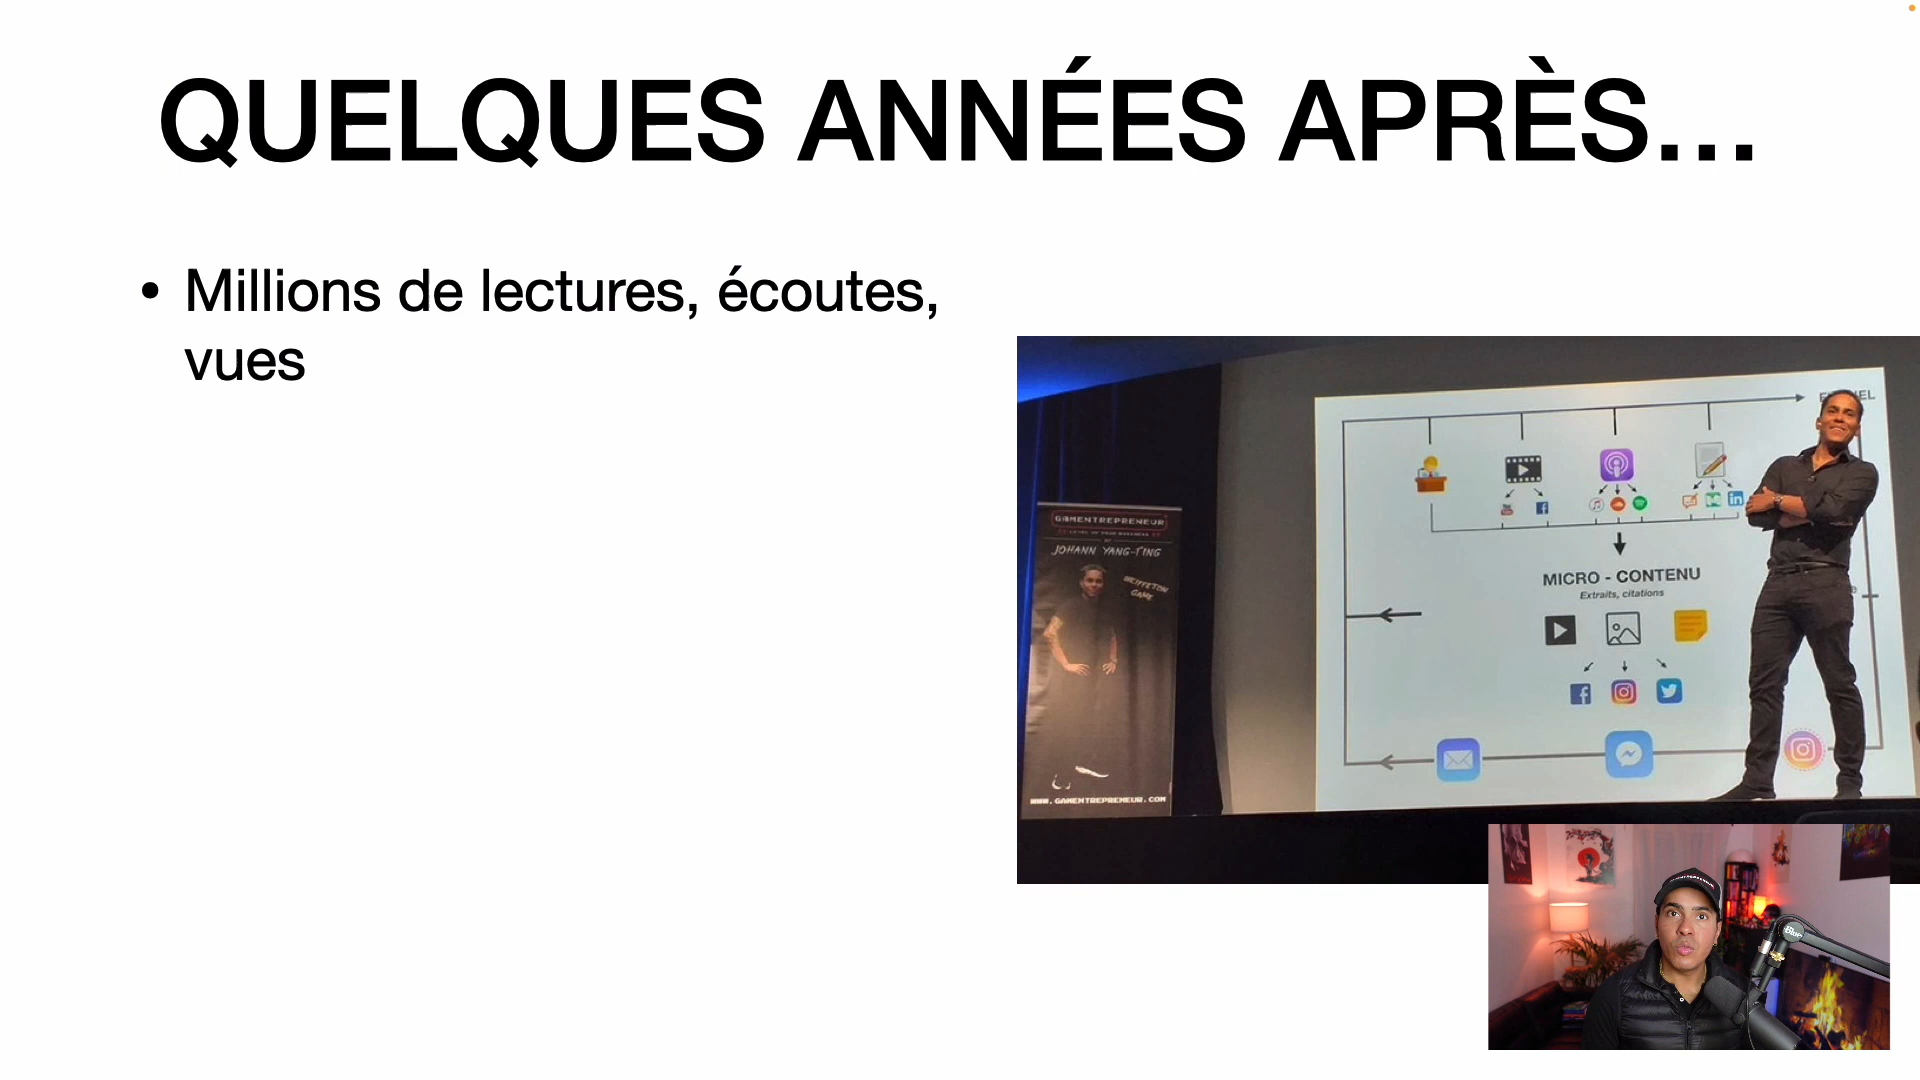 QUELQUES ANNÉES APRÈS...
• Millions de lectures, écoutes,
vues
GAMENTREPRENEUR
JOHANN YANG-TING
MICRO - CONTENU
Extraits, citations
WWW.GAMENTREPRENEUR.COM
Blue